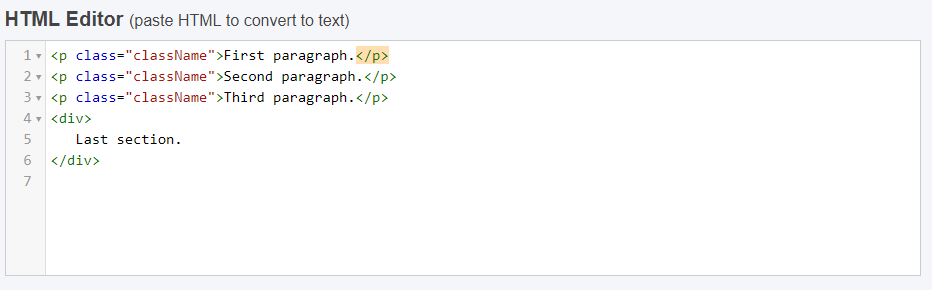 HTML Editor (paste HTML to convert to text)
1 <p class="className">First paragraph.</p>
2 <p class="className">Second paragraph.</p>
3 <p class="className">Third paragraph.</p>
4 <div>
5    Last section.
6 </div>
7